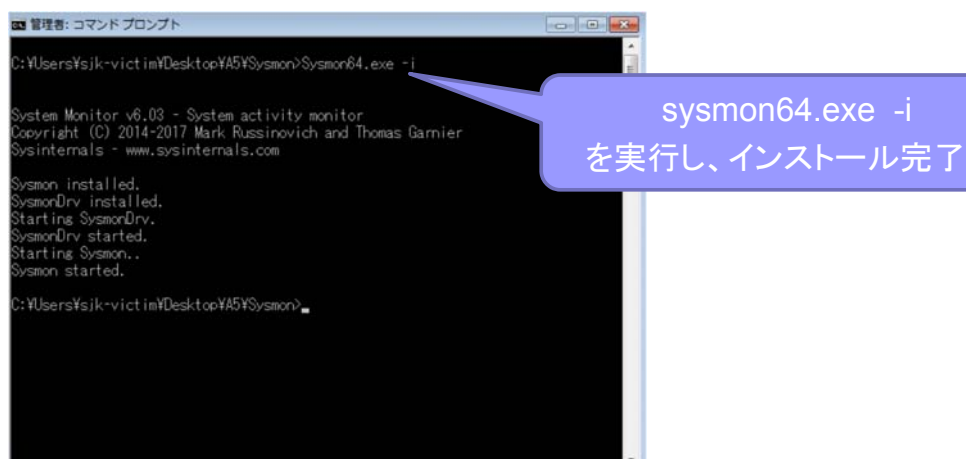 管理者: コマンド プロンプト
C:¥Users¥sjk-victim¥Desktop¥A5¥Sysmon>Sysmon64.exe -i
System Monitor v6.03 - System activity monitor
Copyright (C) 2014-2017 Mark Russinovich and Thomas Garnier
Sysinternals - www.sysinternals.com
Sysmon installed.
SysmonDrv installed.
Starting SysmonDrv.
SysmonDrv started.
Starting Sysmon..
Sysmon started.
C:¥Users¥sjk-victim¥Desktop¥A5¥Sysmon>
sysmon64.exe -i
を実行し、インストール完了